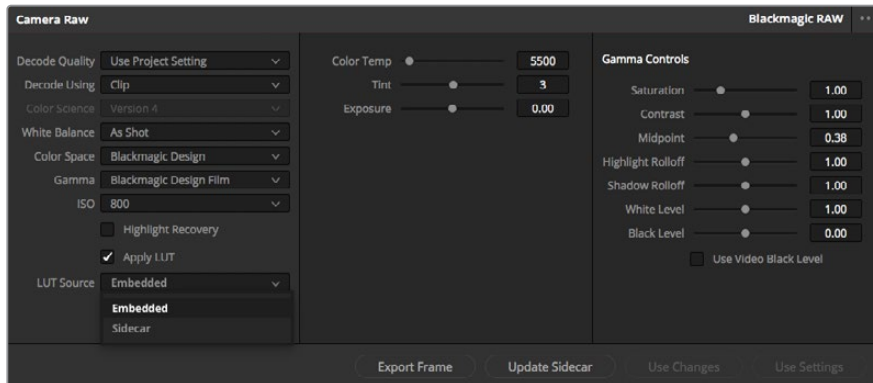 Camera Raw
Blackmagic RAW
Decode Quality Use Project Setting
Decode Using Clip
Color Science Version 4
White Balance As Shot
Color Space Blackmagic Design
Gamma Blackmagic Design Film
ISO 800
Highlight Recovery
Apply LUT
LUT Source Embedded
Embedded
Sidecar
Color Temp 5500
Tint 3
Exposure 0.00
Gamma Controls
Saturation 1.00
Contrast 1.00
Midpoint 0.38
Highlight Rolloff 1.00
Shadow Rolloff 1.00
White Level 1.00
Black Level 0.00
Use Video Black Level
Export Frame
Update Sidecar
Use Changes
Use Settings